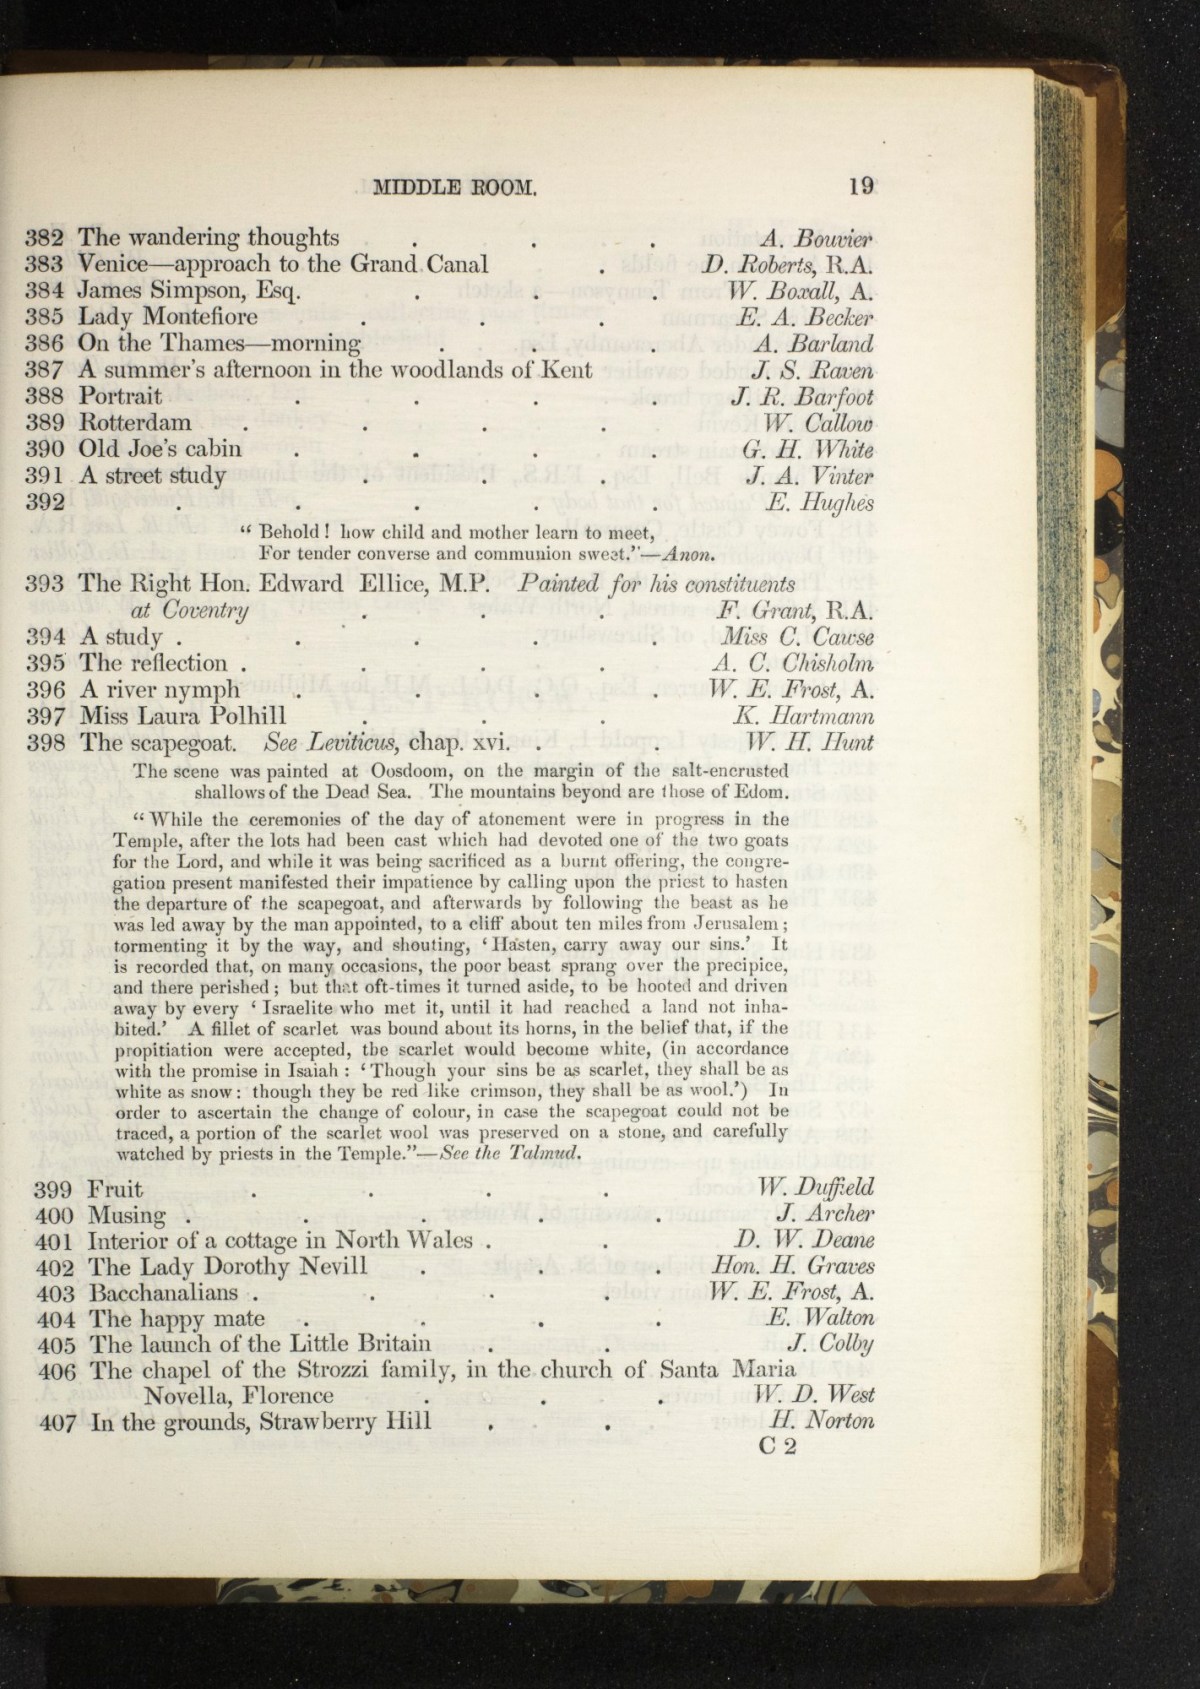 MIDDLE ROOM. 19
382 The wandering thoughts . . . A. Bouvier
383 Venice—approach to the Grand Canal . D. Roberts, R.A.
384 James Simpson, Esq. . . . W. Boxall, A.
385 Lady Montefiore . . . E. A. Becker
386 On the Thames—morning . . . A. Barland
387 A summer's afternoon in the woodlands of Kent J. S. Raven
388 Portrait . . . . J. R. Barfoot
389 Rotterdam . . . . W. Callow
390 Old Joe's cabin . . . . G. H. White
391 A street study . . . J. A. Vinter
392 . . . . . E. Hughes
“ Behold ! how child and mother learn to meet,
For tender converse and communion sweet.”—Anon.
393 The Right Hon. Edward Ellice, M.P. Painted for his constituents
at Coventry . . . F. Grant, R.A.
394 A study . . . . . Miss C. Cawse
395 The reflection . . . . A. C. Chisholm
396 A river nymph . . . . W. E. Frost, A.
397 Miss Laura Polhill . . . K. Hartmann
398 The scapegoat. See Leviticus, chap. xvi. . . W. H. Hunt
The scene was painted at Oosdoom, on the margin of the salt-encrusted
shallows of the Dead Sea. The mountains beyond are those of Edom.
“ While the ceremonies of the day of atonement were in progress in the
Temple, after the lots had been cast which had devoted one of the two goats
for the Lord, and while it was being sacrificed as a burnt offering, the congre-
gation present manifested their impatience by calling upon the priest to hasten
the departure of the scapegoat, and afterwards by following the beast as he
was led away by the man appointed, to a cliff about ten miles from Jerusalem ;
tormenting it by the way, and shouting, ‘ Hasten, carry away our sins.’ It
is recorded that, on many occasions, the poor beast sprang over the precipice,
and there perished ; but that oft-times it turned aside, to be hooted and driven
away by every ‘ Israelite who met it, until it had reached a land not inha-
bited.’ A fillet of scarlet was bound about its horns, in the belief that, if the
propitiation were accepted, the scarlet would become white, (in accordance
with the promise in Isaiah : ‘ Though your sins be as scarlet, they shall be as
white as snow : though they be red like crimson, they shall be as wool.’) In
order to ascertain the change of colour, in case the scapegoat could not be
traced, a portion of the scarlet wool was preserved on a stone, and carefully
watched by priests in the Temple.”—See the Talmud.
399 Fruit . . . . W. Duffield
400 Musing . . . . . J. Archer
401 Interior of a cottage in North Wales . . D. W. Deane
402 The Lady Dorothy Nevill . . . Hon. H. Graves
403 Bacchanalians . . . . W. E. Frost, A.
404 The happy mate . . . . E. Walton
405 The launch of the Little Britain . . J. Colby
406 The chapel of the Strozzi family, in the church of Santa Maria
Novella, Florence . . . W. D. West
407 In the grounds, Strawberry Hill . . H. Norton
C 2